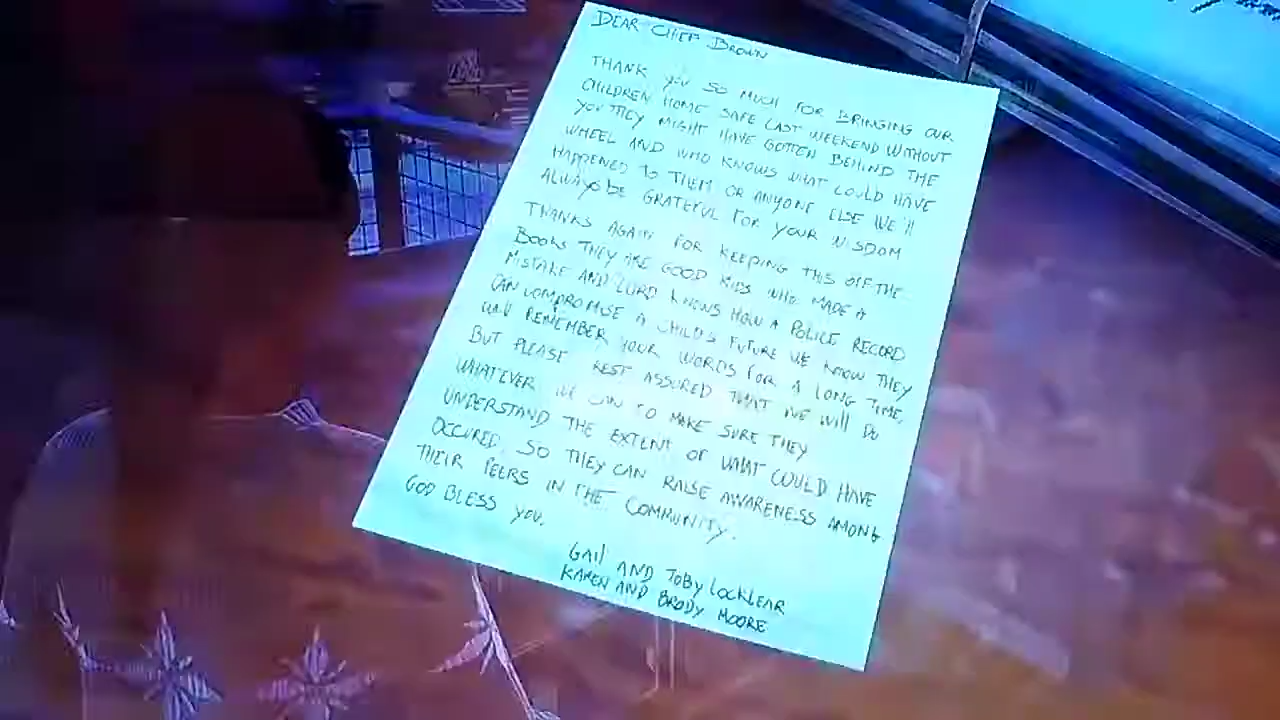 DEAR CHIEF BROWN
THANK YOU SO MUCH FOR BRINGING OUR
CHILDREN HOME SAFE LAST WEEKEND WITHOUT
YOU THEY MIGHT HAVE GOTTEN BEHIND THE
WHEEL AND WHO KNOWS WHAT COULD HAVE
HAPPENED TO THEM OR ANYONE ELSE WE'll
ALWAYS BE GRATEFUL FOR YOUR WISDOM
THANKS AGAIN FOR KEEPING THIS OFF-THE-
BOOKS THEY ARE GOOD KIDS WHO MADE A
MISTAKE AND LORD KNOWS HOW A POLICE RECORD
CAN COMPROMISE A CHILD'S FUTURE WE KNOW THEY
will REMEMBER YOUR WORDS FOR A LONG TIME,
BUT PLEASE REST ASSURED THAT WE will DO
WHATEVER WE CAN TO MAKE SURE THEY
UNDERSTAND THE EXTENT OF WHAT COULD HAVE
OCCURED, SO THEY CAN RAISE AWARENESS AMONG
THEIR PEERS IN THE COMMUNITY.
GOD BLESS YOU.
GAIl AND TOBY LOCKLEAR
KAREN AND BRODY MOORE